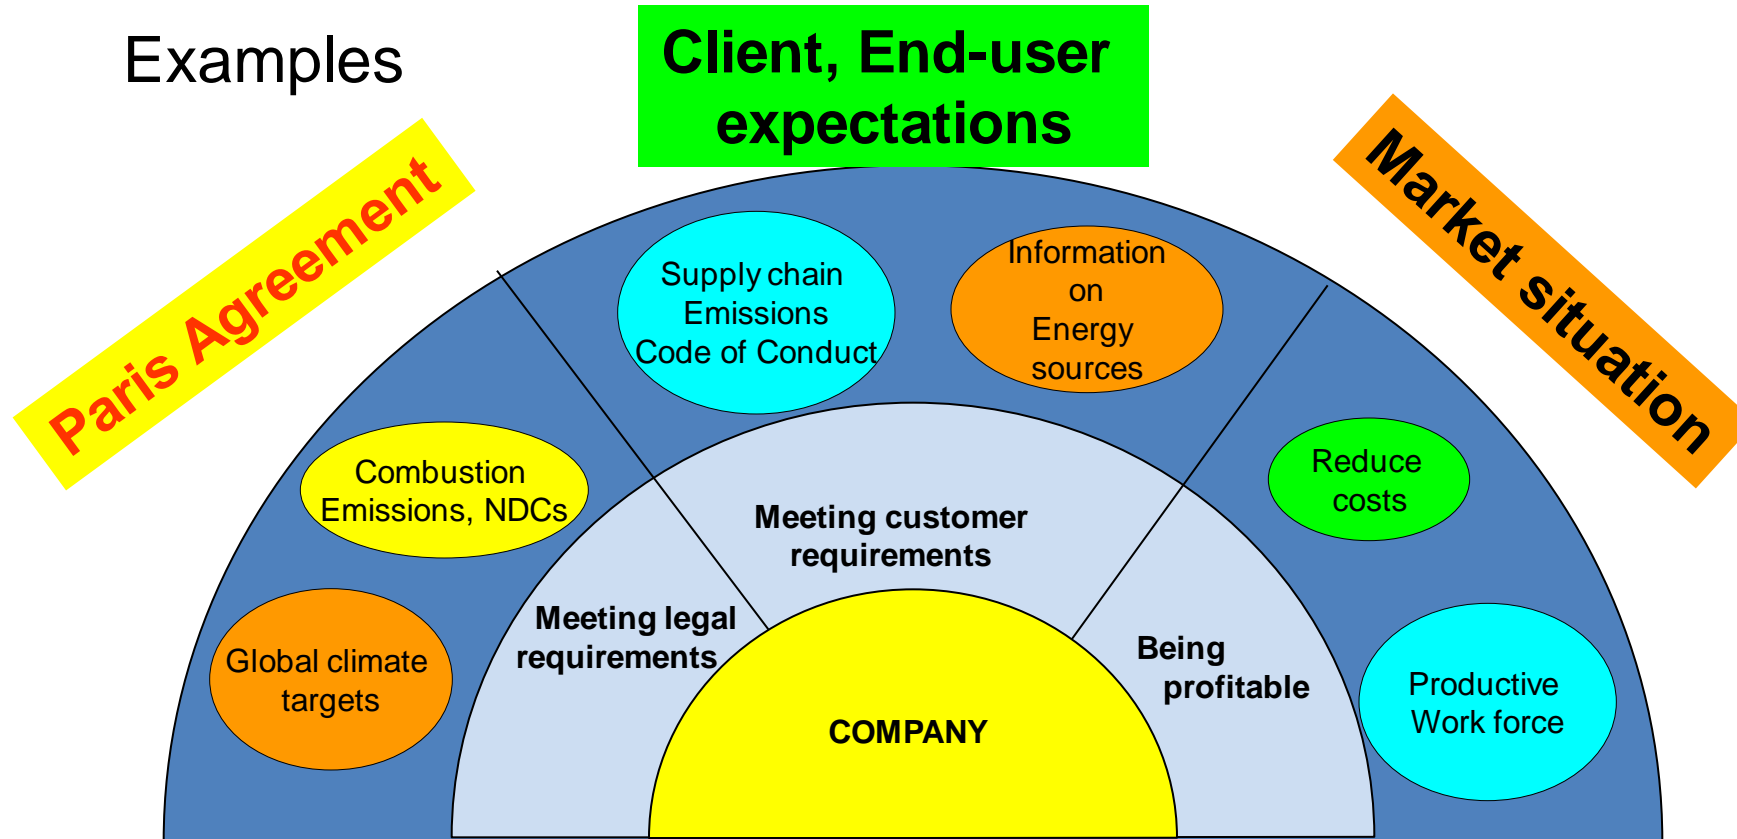 Examples
Client, End-user
expectations
Paris Agreement
Market situation
Supply chain
Emissions
Code of Conduct
Information
on
Energy
sources
Combustion
Emissions, NDCs
Reduce
costs
Meeting customer
requirements
Meeting legal
requirements
Being
profitable
Global climate
targets
Productive
Work force
COMPANY